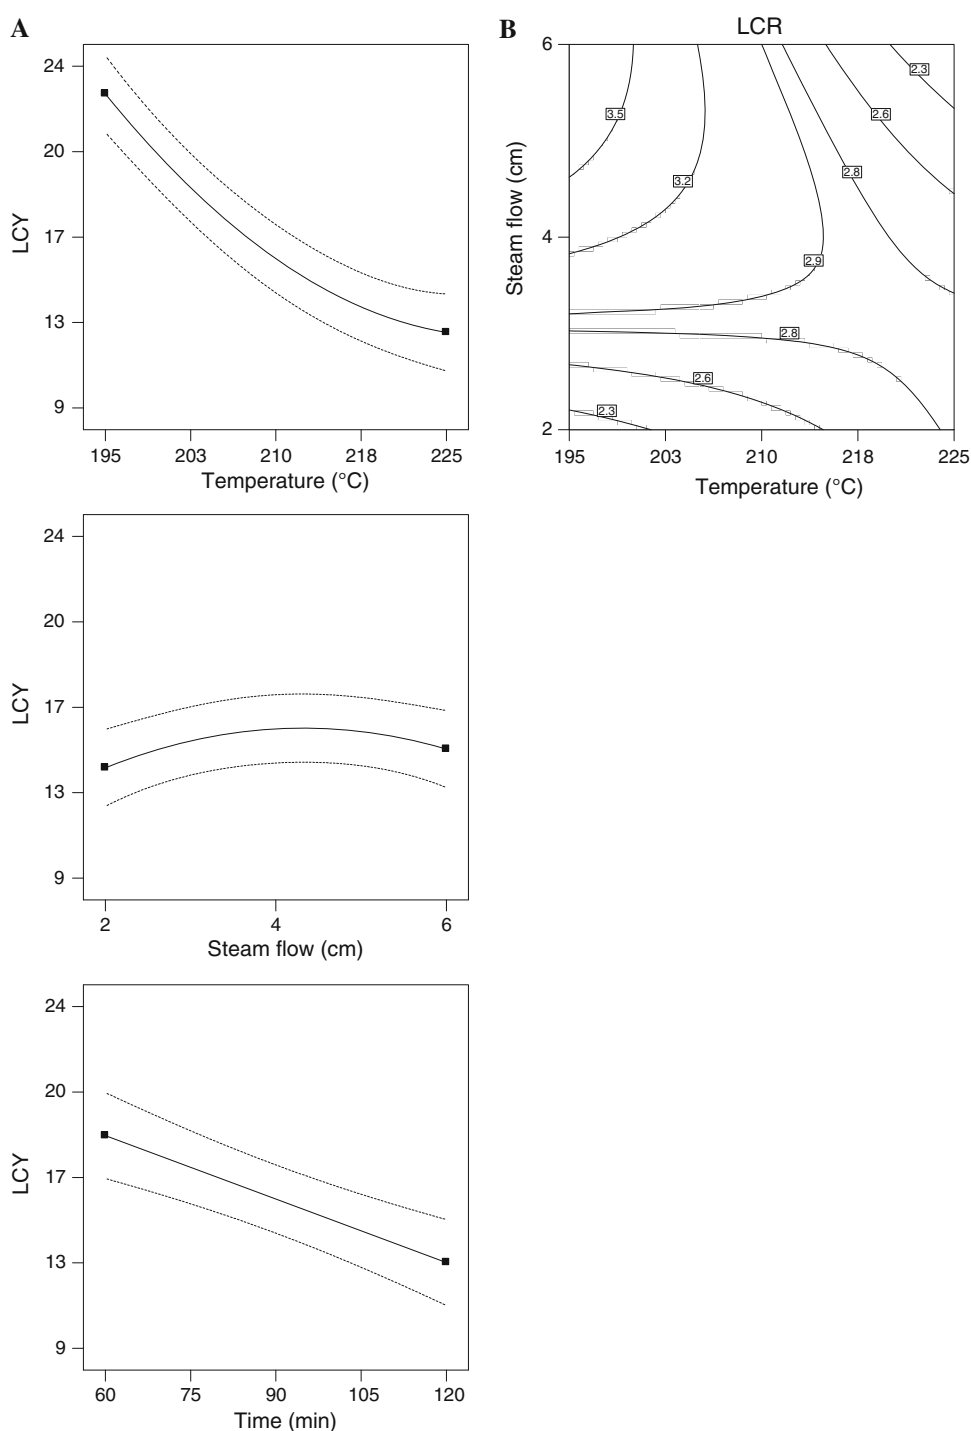 A
24
20
17
13
9
LCY
195 203 210 218 225
Temperature (°C)
B
LCR
6
4
2
Steam flow (cm)
3.5
3.2
2.9
2.8
2.6
2.3
2.8
2.6
2.3
195 203 210 218 225
Temperature (°C)
24
20
17
13
9
LCY
2 4 6
Steam flow (cm)
24
20
17
13
9
LCY
60 75 90 105 120
Time (min)